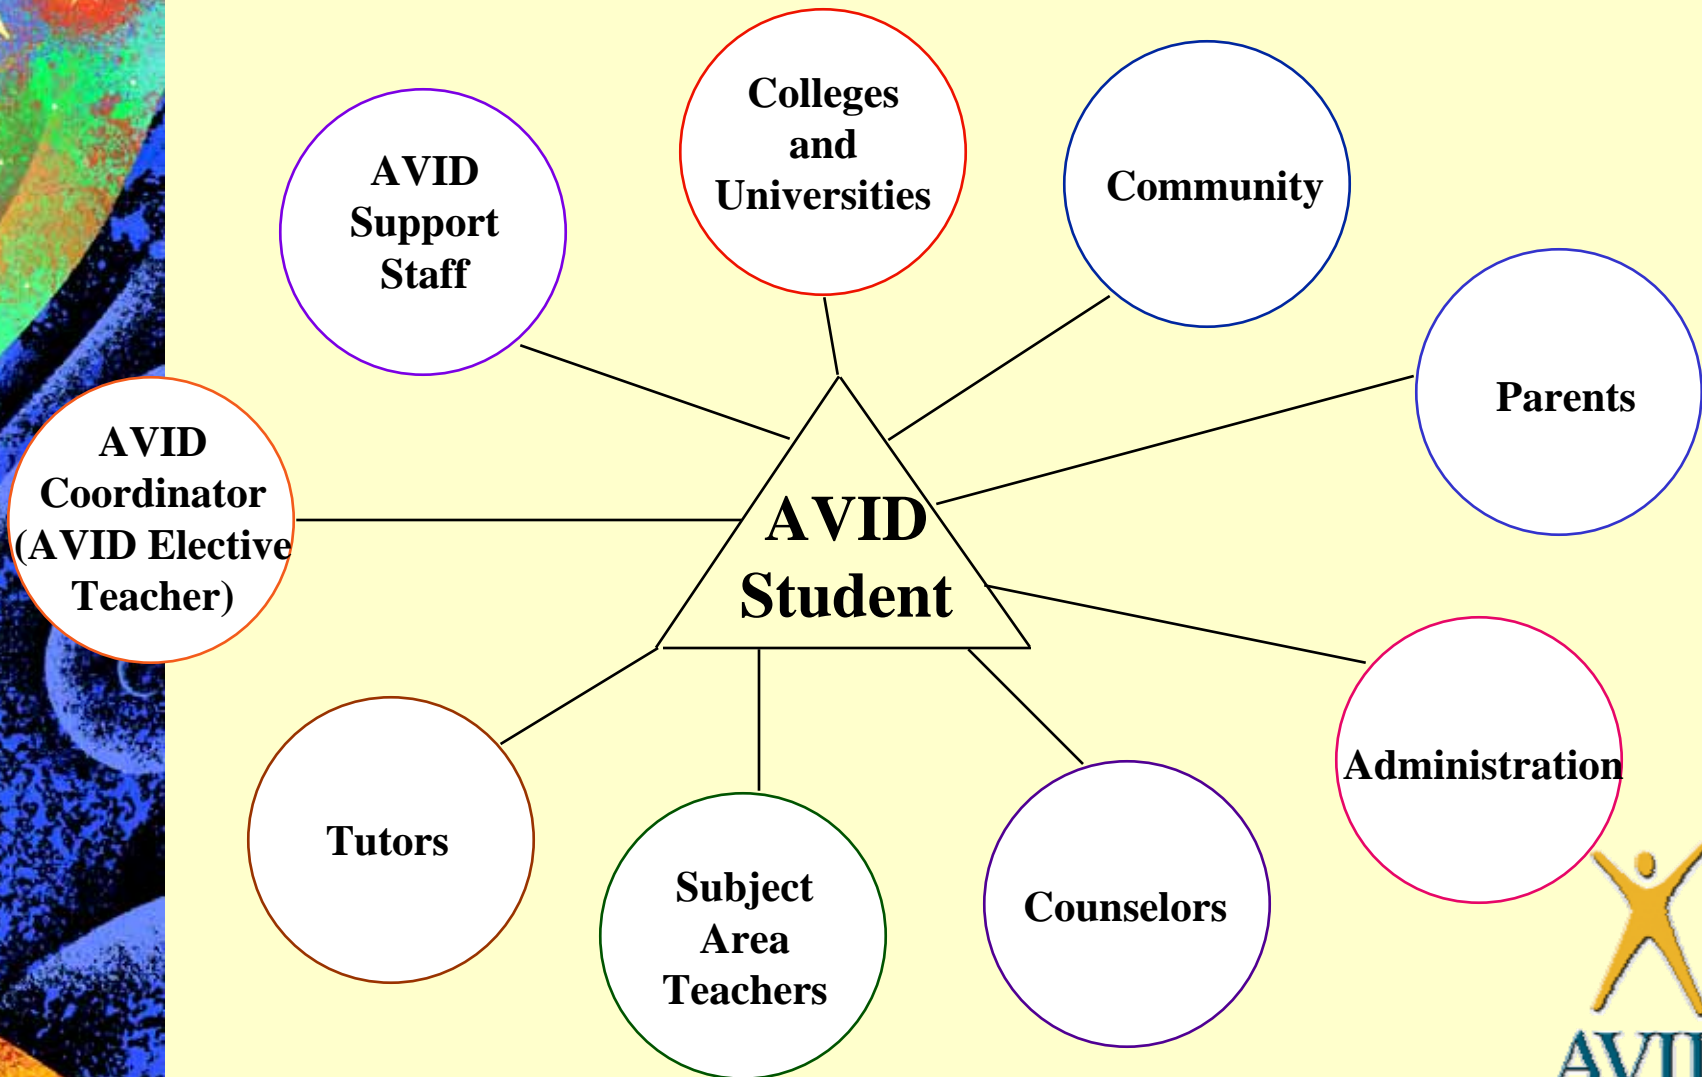 Colleges
and
Universities
AVID
Support
Staff
Community
Parents
AVID
Coordinator
(AVID Elective
Teacher)
AVID
Student
Administration
Tutors
Subject
Area
Teachers
Counselors